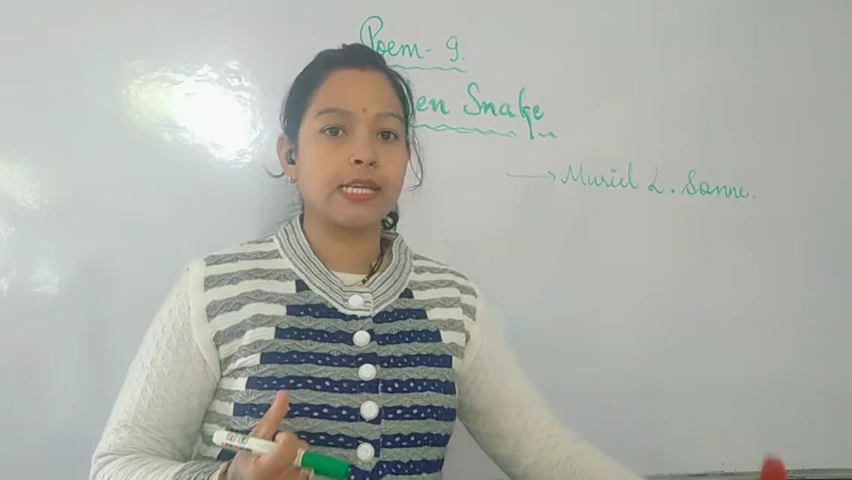 Poem - 9.
en Snake
→ Muriel L. Sonne.